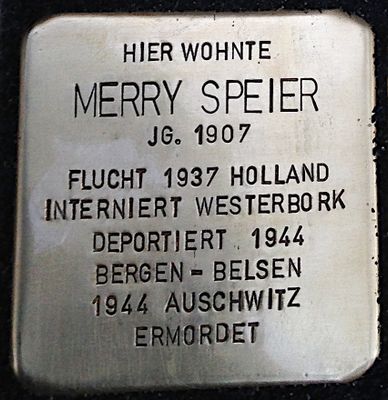 HIER WOHNTE
MERRY SPEIER
JG. 1907
FLUCHT 1937 HOLLAND
INTERNIERT WESTERBORK
DEPORTIERT 1944
BERGEN-BELSEN
1944 AUSCHWITZ
ERMORDET